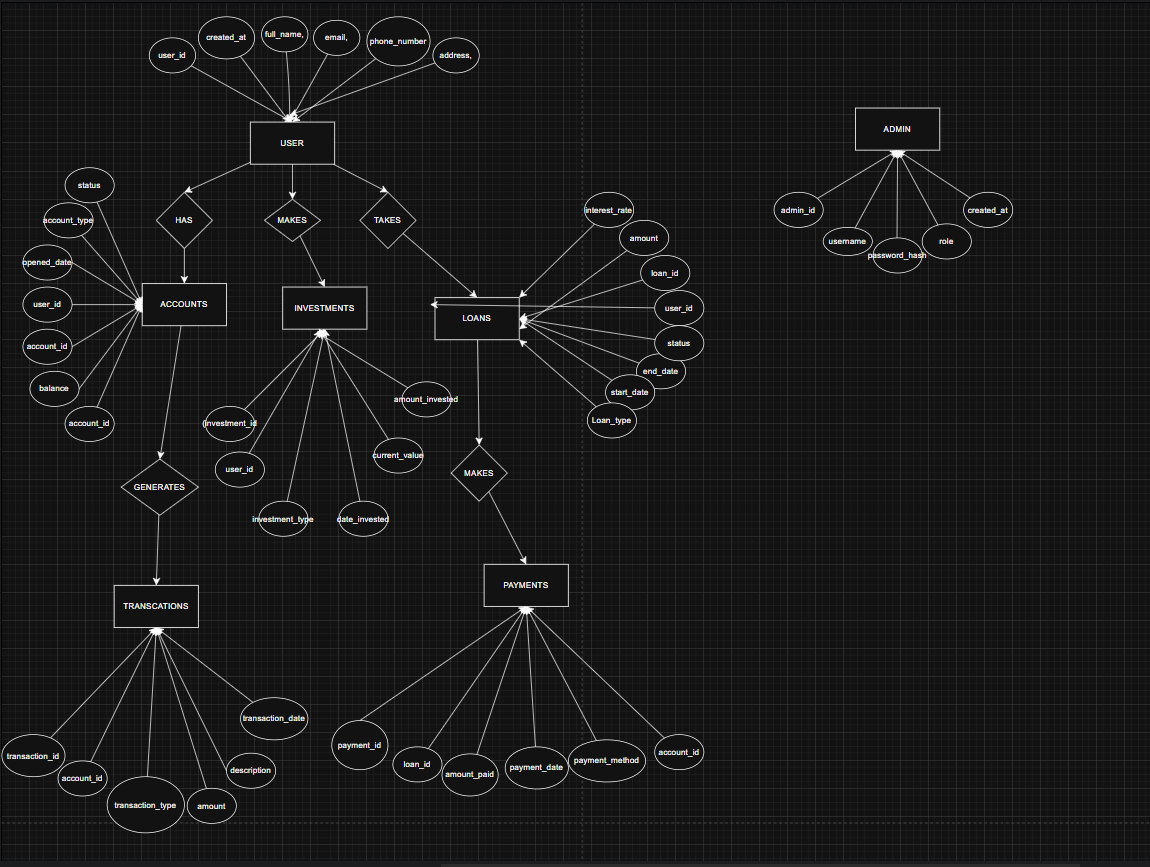 user_id
created_at
full_name,
email,
phone_number
address,
USER
ADMIN
HAS
MAKES
TAKES
status
account_type
opened_date
user_id
account_id
balance
account_id
ACCOUNTS
INVESTMENTS
LOANS
interest_rate
amount
loan_id
user_id
status
end_date
start_date
Loan_type
admin_id
username
password_hash
role
created_at
(investment_id
user_id
investment_type
date_invested
current_value
amount_invested
GENERATES
MAKES
TRANSCATIONS
PAYMENTS
transaction_id
account_id
transaction_type
amount
description
transaction_date
payment_id
loan_id
amount_paid
payment_date
payment_method
account_id